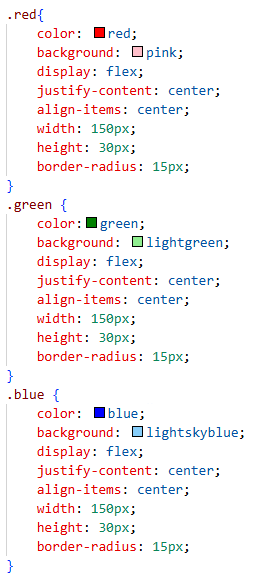 .red{
    color: red;
    background: pink;
    display: flex;
    justify-content: center;
    align-items: center;
    width: 150px;
    height: 30px;
    border-radius: 15px;
}
.green {
    color:green;
    background: lightgreen;
    display: flex;
    justify-content: center;
    align-items: center;
    width: 150px;
    height: 30px;
    border-radius: 15px;
}
.blue {
    color: blue;
    background: lightskyblue;
    display: flex;
    justify-content: center;
    align-items: center;
    width: 150px;
    height: 30px;
    border-radius: 15px;
}